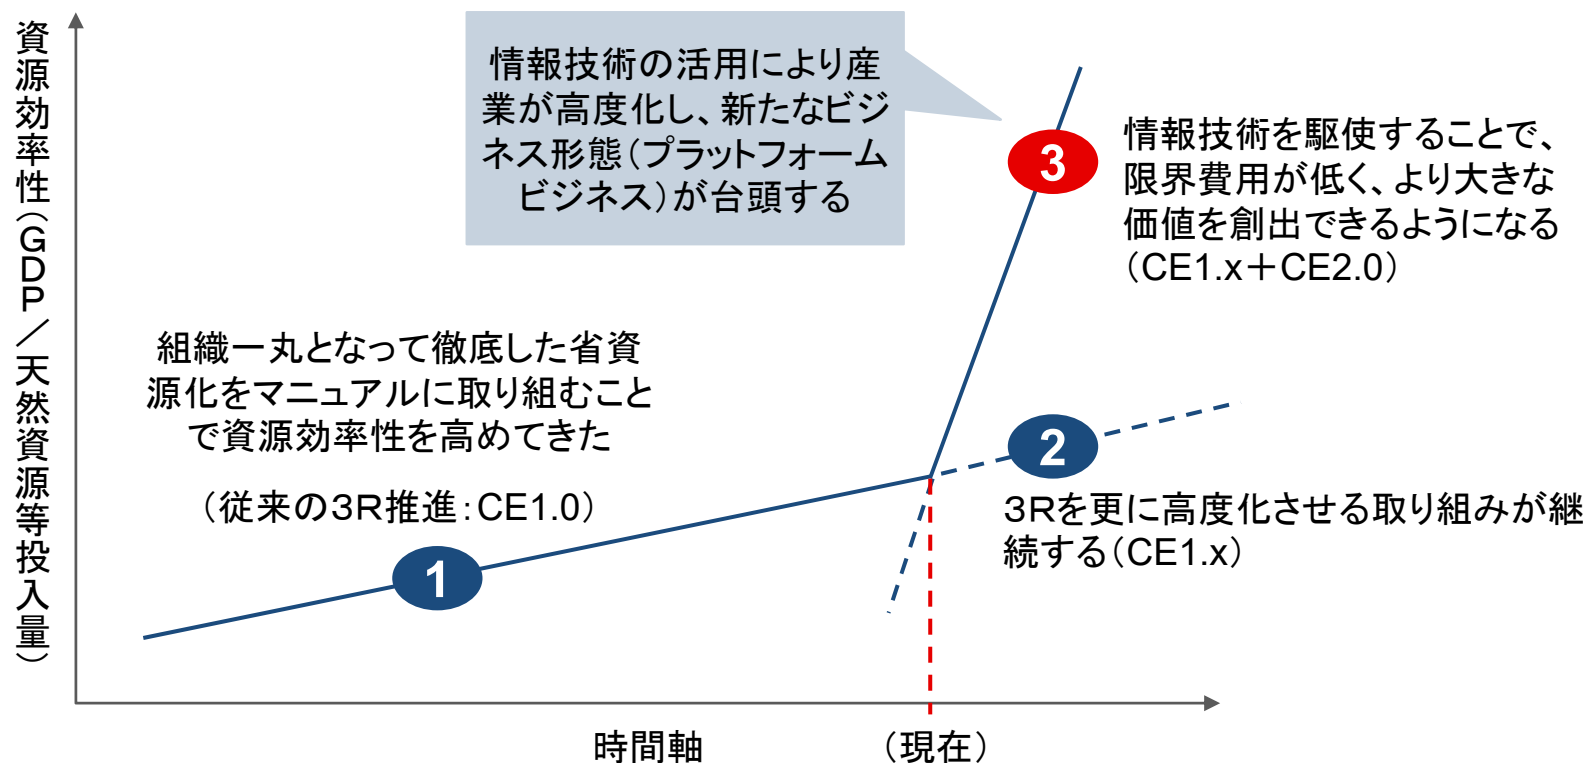 資源効率性（ＧＤＰ／天然資源等投入量）
情報技術の活用により産
業が高度化し、新たなビジ
ネス形態（プラットフォーム
ビジネス）が台頭する
3
情報技術を駆使することで、
限界費用が低く、より大きな
価値を創出できるようになる
（CE1.x＋CE2.0）
組織一丸となって徹底した省資
源化をマニュアルに取り組むこと
で資源効率性を高めてきた
（従来の３Ｒ推進：CE1.0）
1
2
３Ｒを更に高度化させる取り組みが継
続する（CE1.x）
時間軸
（現在）